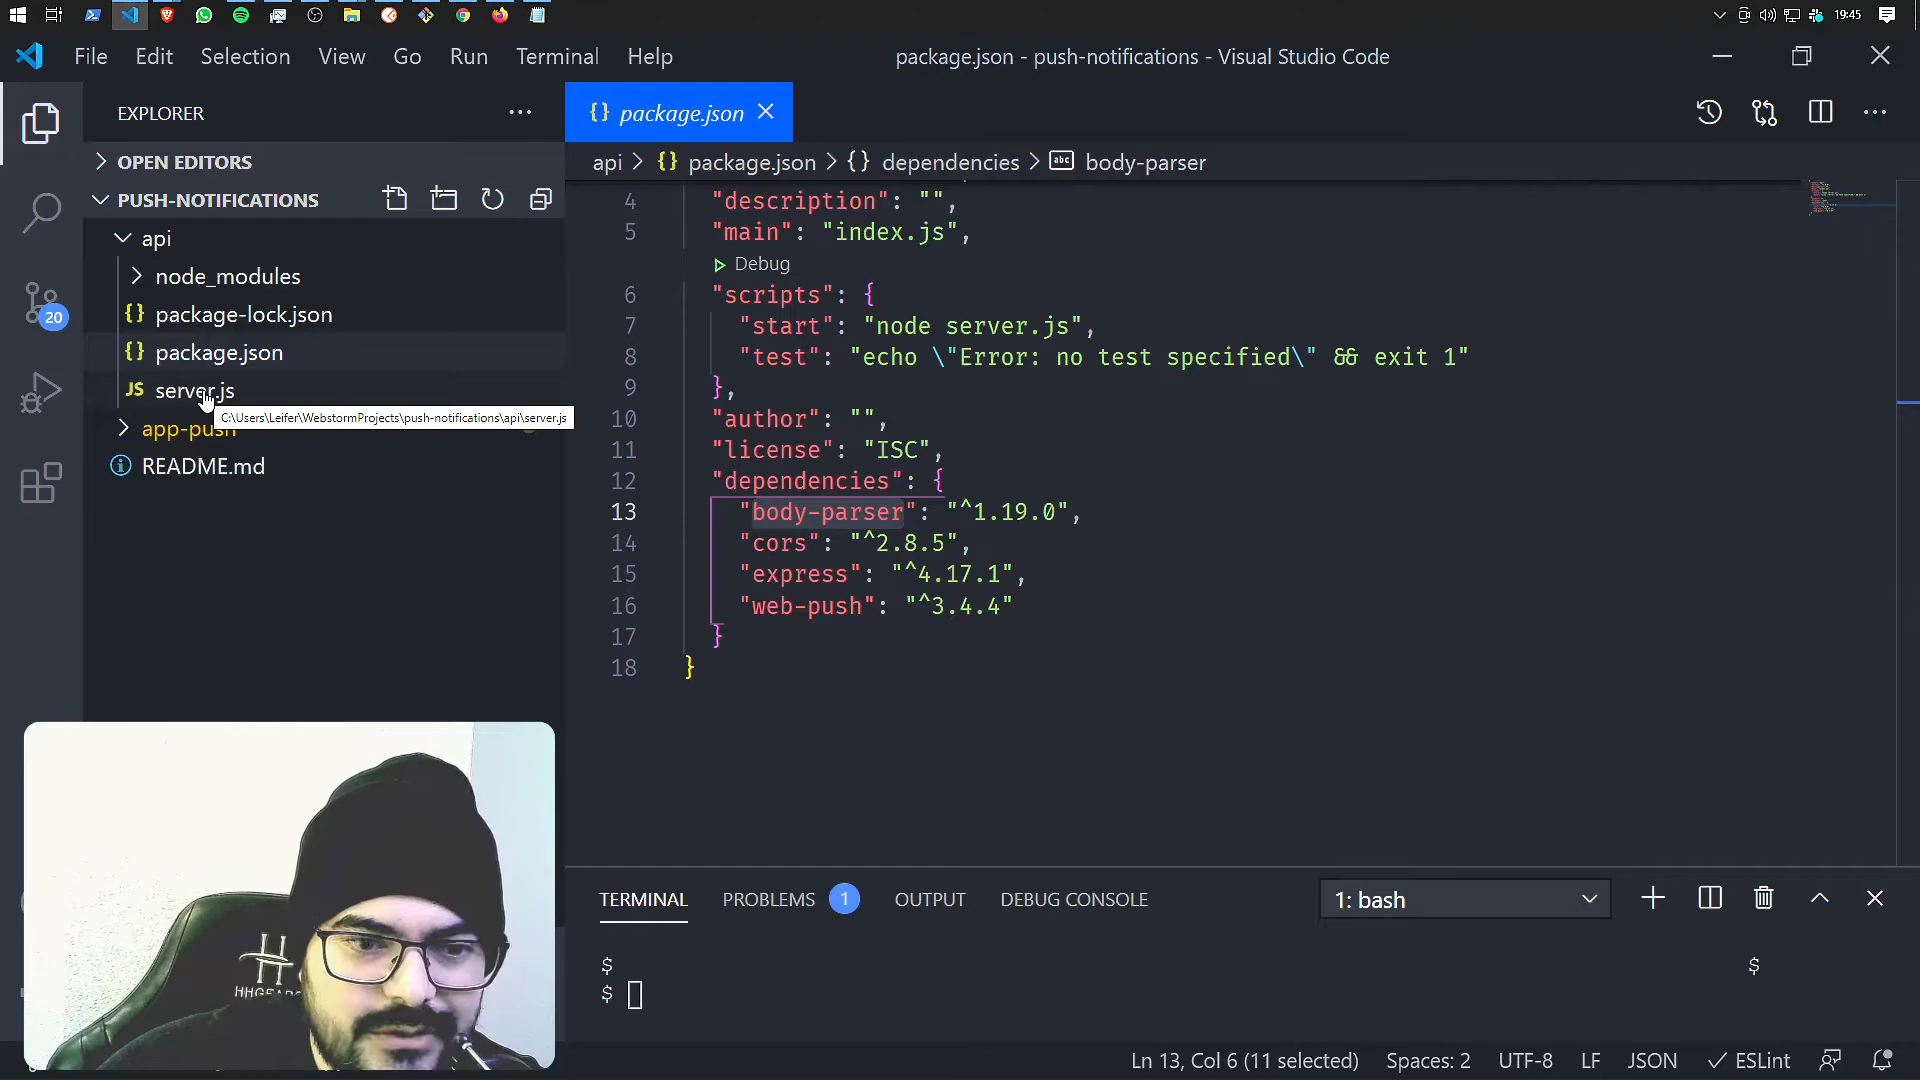 19:45
File Edit Selection View Go Run Terminal Help
package.json - push-notifications - Visual Studio Code
EXPLORER
OPEN EDITORS
PUSH-NOTIFICATIONS
api
node_modules
package-lock.json
package.json
server.js
C:\Users\Leifer\WebstormProjects\push-notifications\api\server.js
app-push
README.md
20
package.json
api > {} package.json > {} dependencies > abc body-parser
4 "description": "",
5 "main": "index.js",
Debug
6 "scripts": {
7 "start": "node server.js",
8 "test": "echo \"Error: no test specified\" && exit 1"
9 },
10 "author": "",
11 "license": "ISC",
12 "dependencies": {
13 "body-parser": "^1.19.0",
14 "cors": "^2.8.5",
15 "express": "^4.17.1",
16 "web-push": "^3.4.4"
17 }
18 }
TERMINAL PROBLEMS 1 OUTPUT DEBUG CONSOLE
1: bash
$ $
$
HHGEARS
Ln 13, Col 6 (11 selected) Spaces: 2 UTF-8 LF JSON ESLint